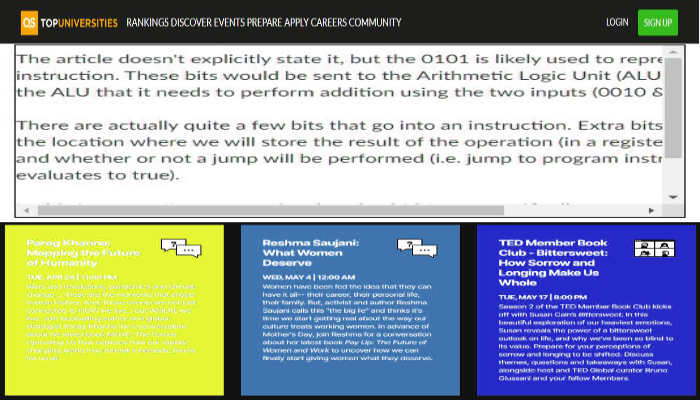 QS TOPUNIVERSITIES RANKINGS DISCOVER EVENTS PREPARE APPLY CAREERS COMMUNITY LOGIN SIGN UP
The article doesn't explicitly state it, but the 0101 is likely used to repre
instruction. These bits would be sent to the Arithmetic Logic Unit (ALU
the ALU that it needs to perform addition using the two inputs (0010 &
There are actually quite a few bits that go into an instruction. Extra bits
the location where we will store the result of the operation (in a registe
and whether or not a jump will be performed (i.e. jump to program instr
evaluates to true).
Parag Khanna:
Mapping the Future
of Humanity
TUE, APR 26 | 11:00 PM
Reshma Saujani:
What Women
Deserve
WED, MAY 4 | 12:00 AM
Women have been fed the idea that they can
have it all— their career, their personal life,
their family. But, activist and author Reshma
Saujani calls this "the big lie" and thinks it's
time we start getting real about the way our
culture treats working women. In advance of
Mother's Day, join Reshma for a conversation
about her latest book Pay Up: The Future of
Women and Work to uncover how we can
finally start giving women what they deserve.
TED Member Book
Club - Bittersweet:
How Sorrow and
Longing Make Us
Whole
TUE, MAY 17 | 8:00 PM
Season 2 of the TED Member Book Club kicks
off with Susan Cain's Bittersweet. In this
beautiful exploration of our heaviest emotions,
Susan reveals the power of a bittersweet
outlook on life, and why we've been so blind to
its value. Prepare for your perceptions of
sorrow and longing to be shifted. Discuss
themes, questions and takeaways with Susan,
alongside host and TED Global curator Bruno
Giussani and your fellow Members.